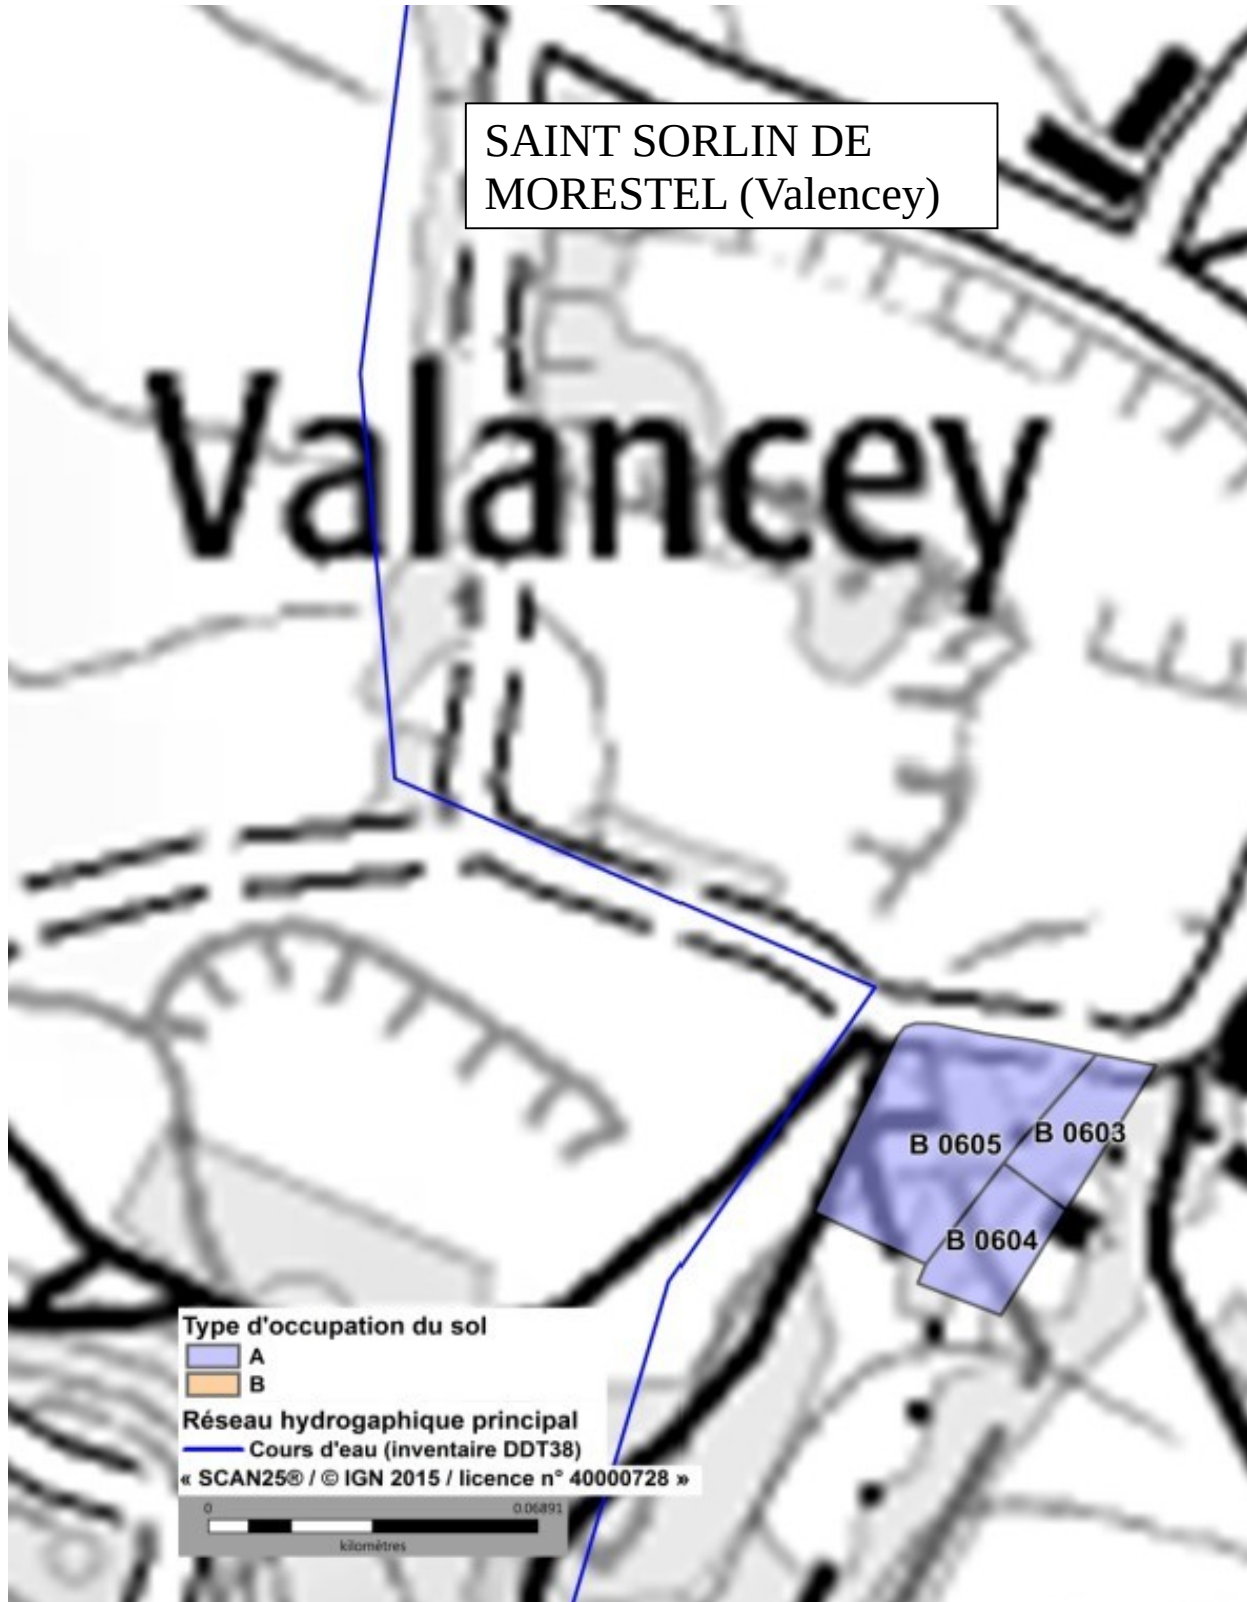 SAINT SORLIN DE
MORESTEL (Valencey)
Valancey
B 0605
B 0603
B 0604
Type d'occupation du sol
A
B
Réseau hydrogaphique principal
Cours d'eau (inventaire DDT38)
« SCAN25® / © IGN 2015 / licence n° 40000728 »
0 0.06891
kilomètres